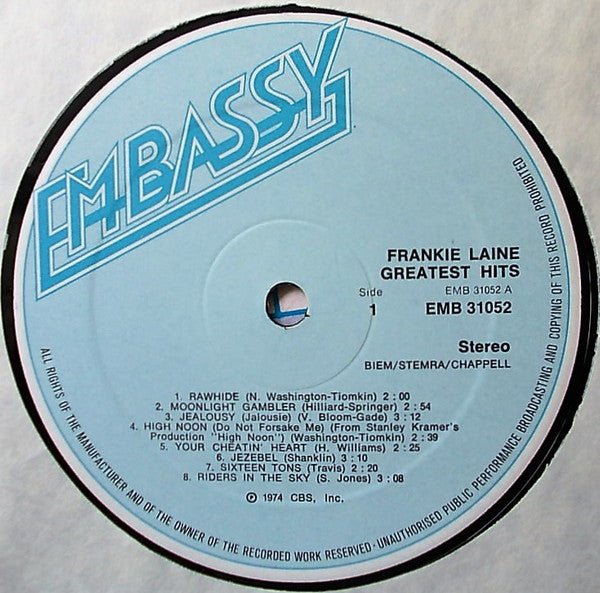 EMBASSY
FRANKIE LAINE
GREATEST HITS
Side
EMB 31052 A
1
EMB 31052
Stereo
BIEM/STEMRA/CHAPPELL
1. RAWHIDE (N. Washington-Tiomkin) 2 : 00
2. MOONLIGHT GAMBLER (Hilliard-Springer) 2 : 54
3. JEALOUSY (Jalousie) (V. Bloom-Gade) 3 : 12
4. HIGH NOON (Do Not Forsake Me) (From Stanley Kramer's
Production "High Noon") (Washington-Tiomkin) 2 : 39
5. YOUR CHEATIN' HEART (H. Williams) 2 : 25
6. JEZEBEL (Shanklin) 3 : 10
7. SIXTEEN TONS (Travis) 2 : 20
8. RIDERS IN THE SKY (S. Jones) 3 : 08
℗ 1974 CBS, Inc.
ALL RIGHTS OF THE MANUFACTURER AND OF THE OWNER OF THE RECORDED WORK RESERVED - UNAUTHORISED PUBLIC PERFORMANCE BROADCASTING AND COPYING OF THIS RECORD PROHIBITED